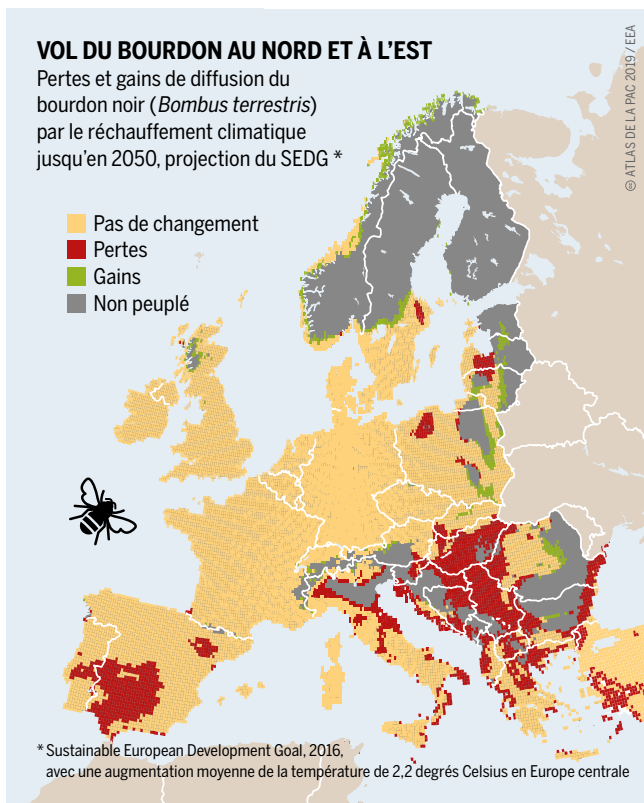 VOL DU BOURDON AU NORD ET À L'EST
Pertes et gains de diffusion du
bourdon noir (Bombus terrestris)
par le réchauffement climatique
jusqu'en 2050, projection du SEDG *
Pas de changement
Pertes
Gains
Non peuplé
* Sustainable European Development Goal, 2016,
avec une augmentation moyenne de la température de 2,2 degrés Celsius en Europe centrale
ATLAS DE LA PAC 2019 / EEA